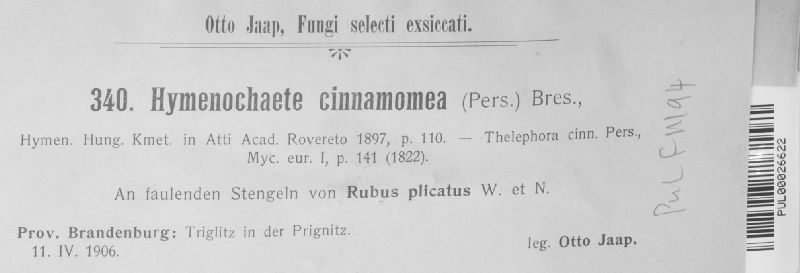 Otto Jaap, Fungi selecti exsiccati.
340. Hymenochaete cinnamomea (Pers.) Bres.,
Hymen. Hung. Kmet. in Atti Acad. Rovereto 1897, p. 110. — Thelephora cinn. Pers.,
Myc. eur. I, p. 141 (1822).
An faulenden Stengeln von Rubus plicatus W. et N.
Prov. Brandenburg: Triglitz in der Prignitz.
11. IV. 1906.
leg. Otto Jaap.
PUL F M194
PUL00026622